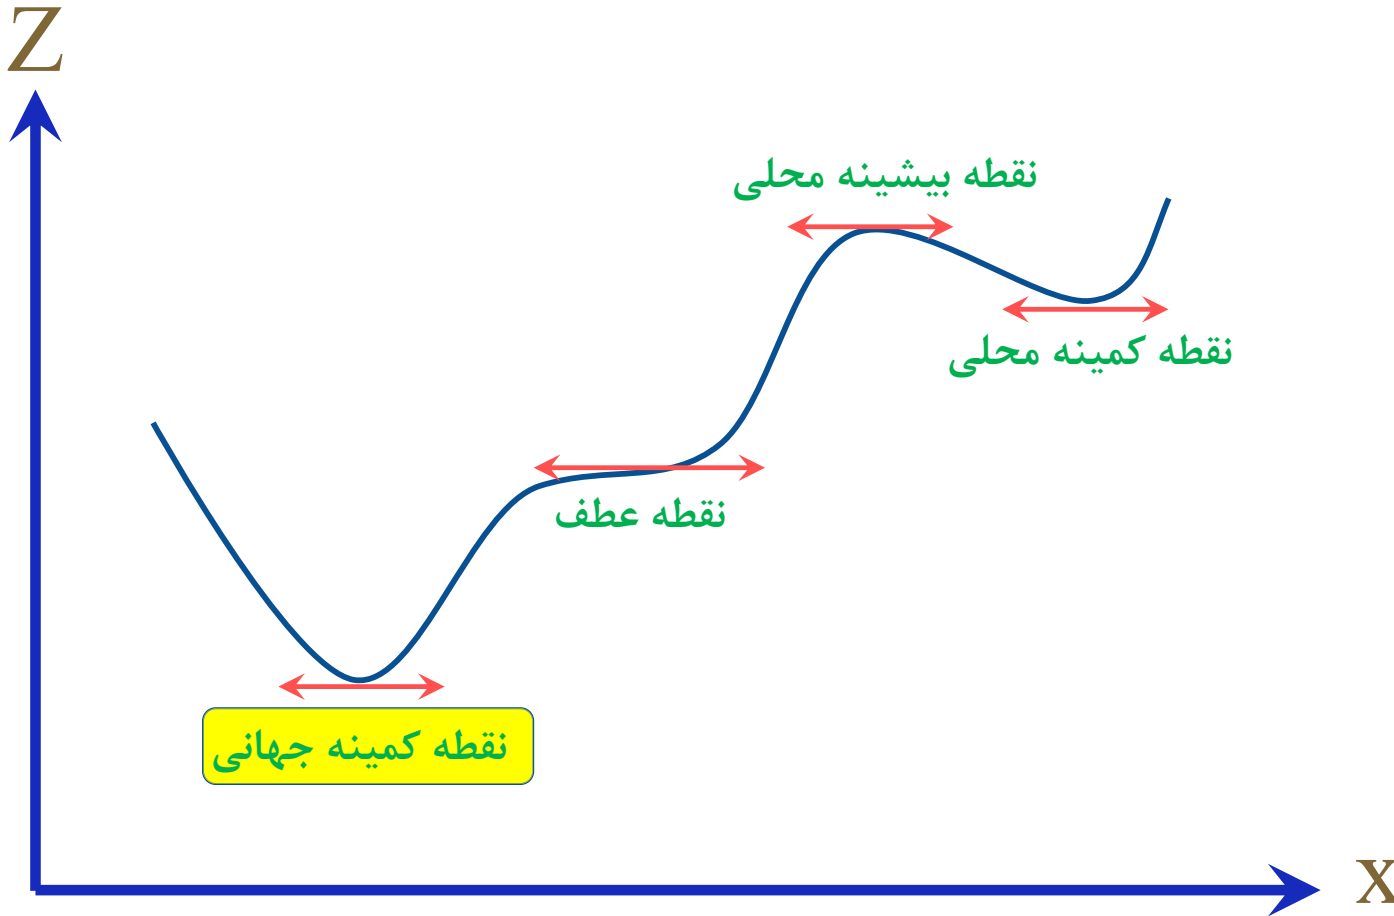 Z
نقطه بیشینه محلی
نقطه کمینه محلی
نقطه عطف
نقطه کمینه جهانی
x